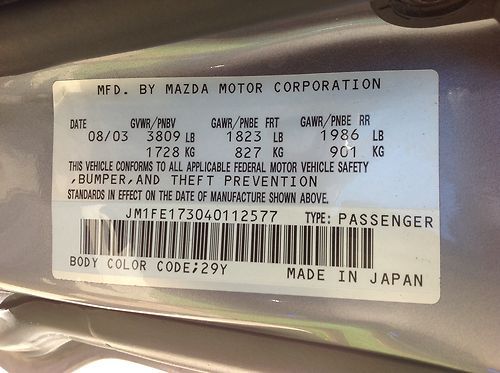 MFD. BY MAZDA MOTOR CORPORATION
DATE GVWR/PNBV GAWR/PNBE FRT GAWR/PNBE RR
08/03 3809 LB 1823 LB 1986 LB
1728 KG 827 KG 901 KG
THIS VEHICLE CONFORMS TO ALL APPLICABLE FEDERAL MOTOR VEHICLE SAFETY
,BUMPER,AND THEFT PREVENTION
STANDARDS IN EFFECT ON THE DATE OF MANUFACTURE SHOWN ABOVE.
JM1FE173040112577 TYPE: PASSENGER
BODY COLOR CODE;29Y MADE IN JAPAN